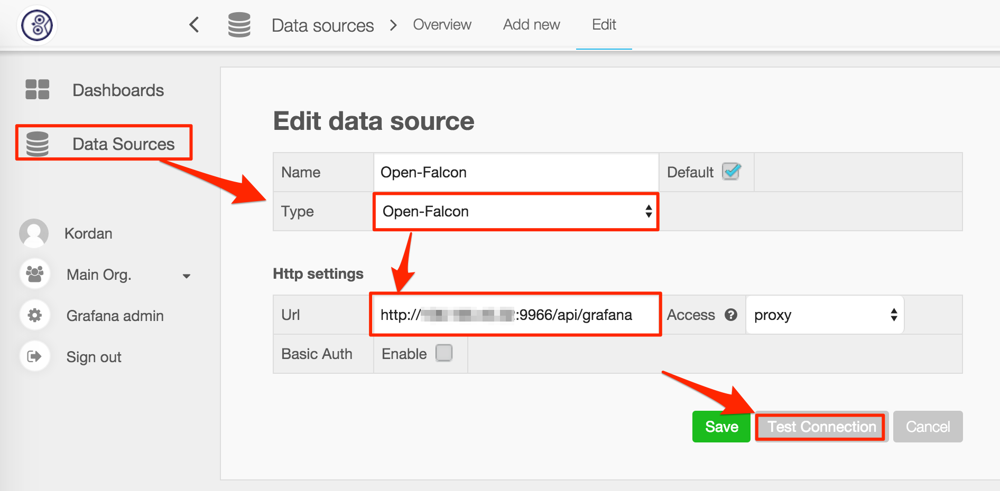 Data sources > Overview Add new Edit
Dashboards
Data Sources
Kordan
Main Org.
Grafana admin
Sign out
Edit data source
Name Open-Falcon Default
Type Open-Falcon
Http settings
Url http:// :9966/api/grafana Access ? proxy
Basic Auth Enable
Save Test Connection Cancel